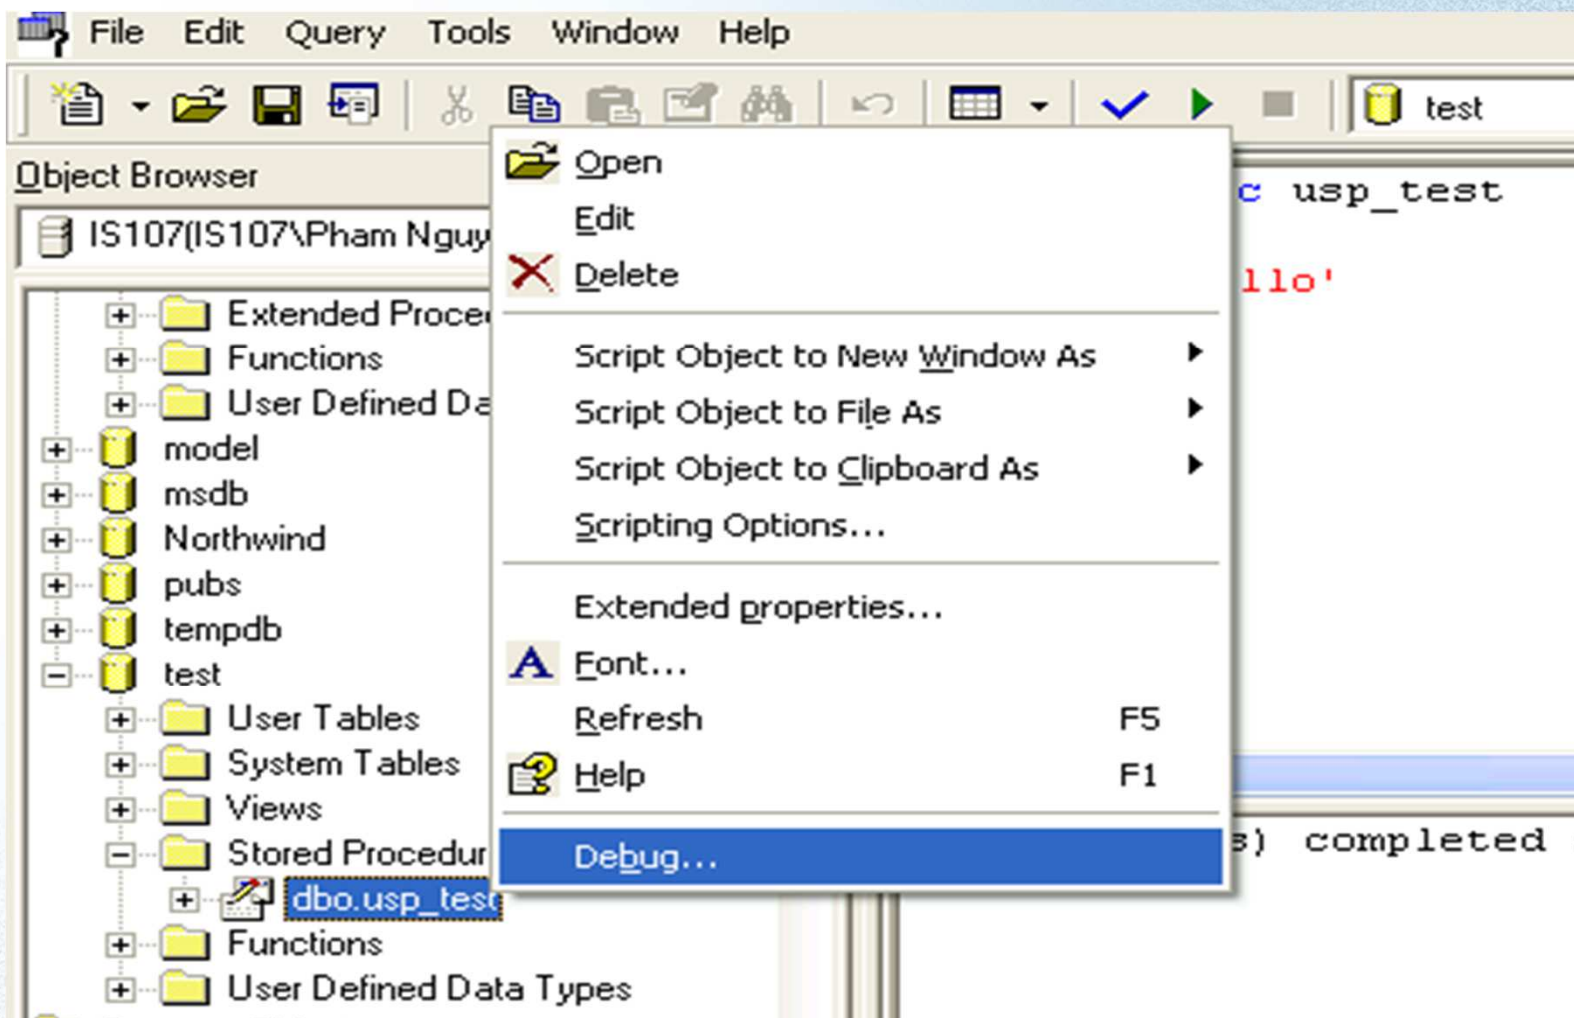 File Edit Query Tools Window Help
test
Object Browser
IS107(IS107\Pham Nguy
Extended Proce
Functions
User Defined Da
model
msdb
Northwind
pubs
tempdb
test
User Tables
System Tables
Views
Stored Procedur
dbo.usp_test
Functions
User Defined Data Types
Open
Edit
Delete
Script Object to New Window As
Script Object to File As
Script Object to Clipboard As
Scripting Options...
Extended properties...
Font...
Refresh F5
Help F1
Debug...
c usp_test
llo'
s) completed